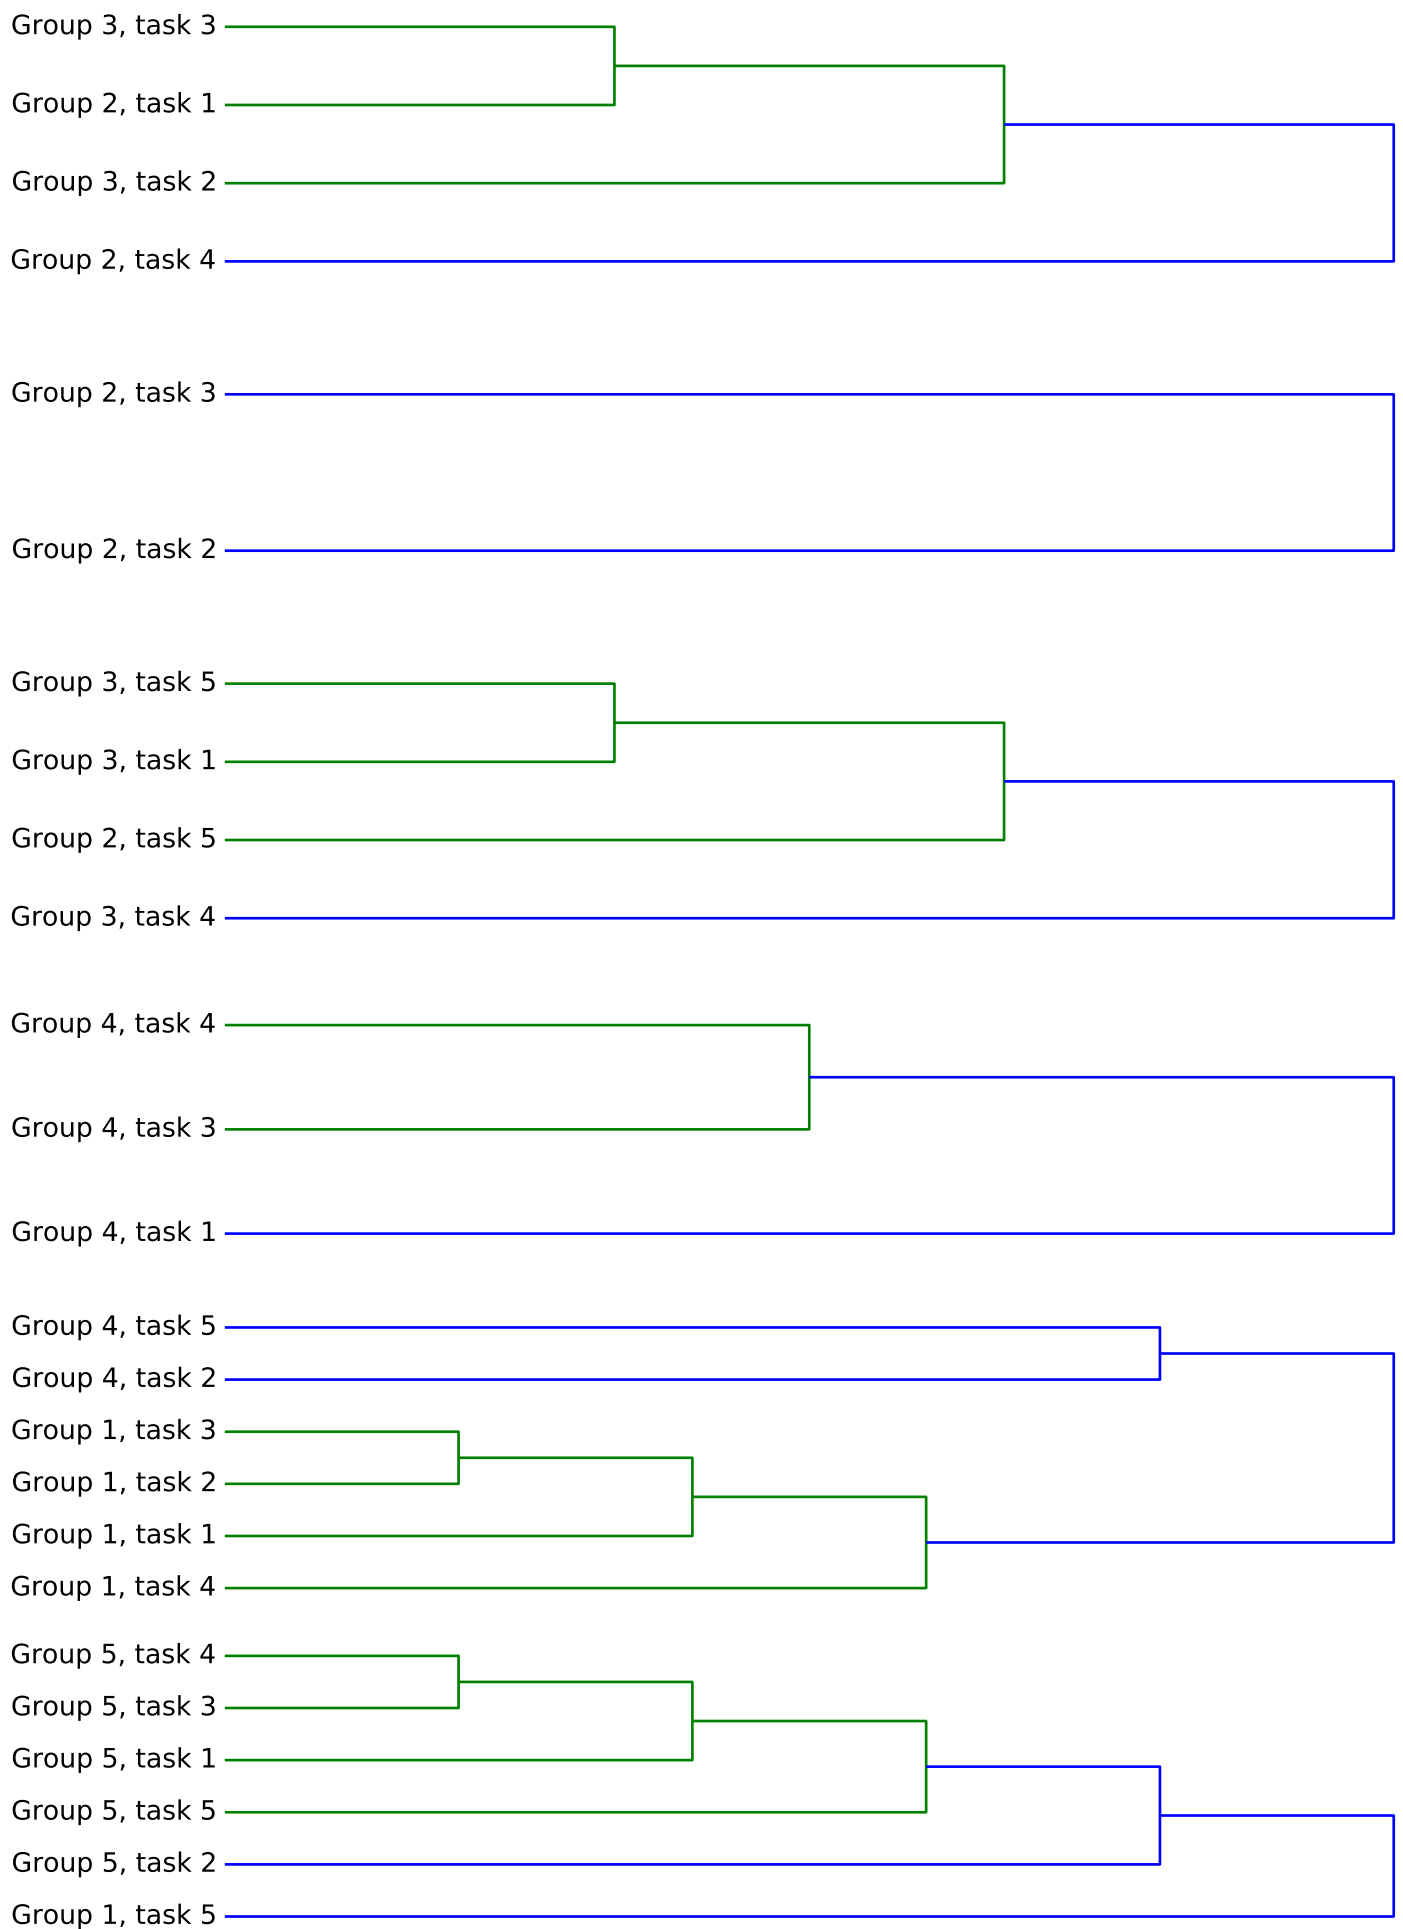 Group 3, task 3
Group 2, task 1
Group 3, task 2
Group 2, task 4
Group 2, task 3
Group 2, task 2
Group 3, task 5
Group 3, task 1
Group 2, task 5
Group 3, task 4
Group 4, task 4
Group 4, task 3
Group 4, task 1
Group 4, task 5
Group 4, task 2
Group 1, task 3
Group 1, task 2
Group 1, task 1
Group 1, task 4
Group 5, task 4
Group 5, task 3
Group 5, task 1
Group 5, task 5
Group 5, task 2
Group 1, task 5